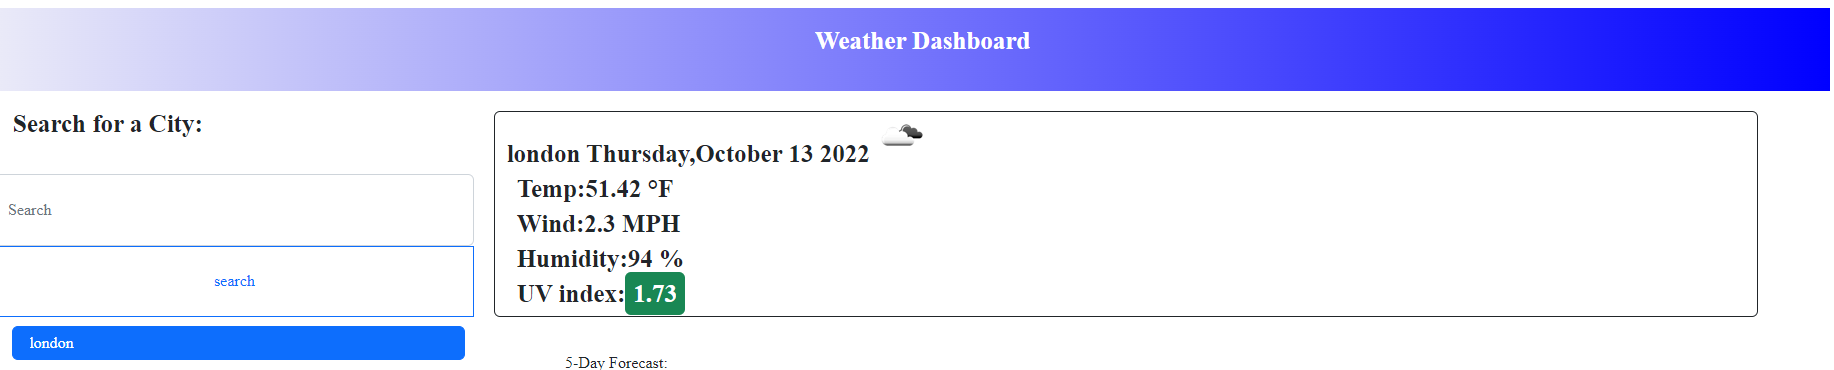 Weather Dashboard
Search for a City:
Search
search
london
london Thursday,October 13 2022
Temp:51.42 °F
Wind:2.3 MPH
Humidity:94 %
UV index: 1.73
5-Day Forecast: